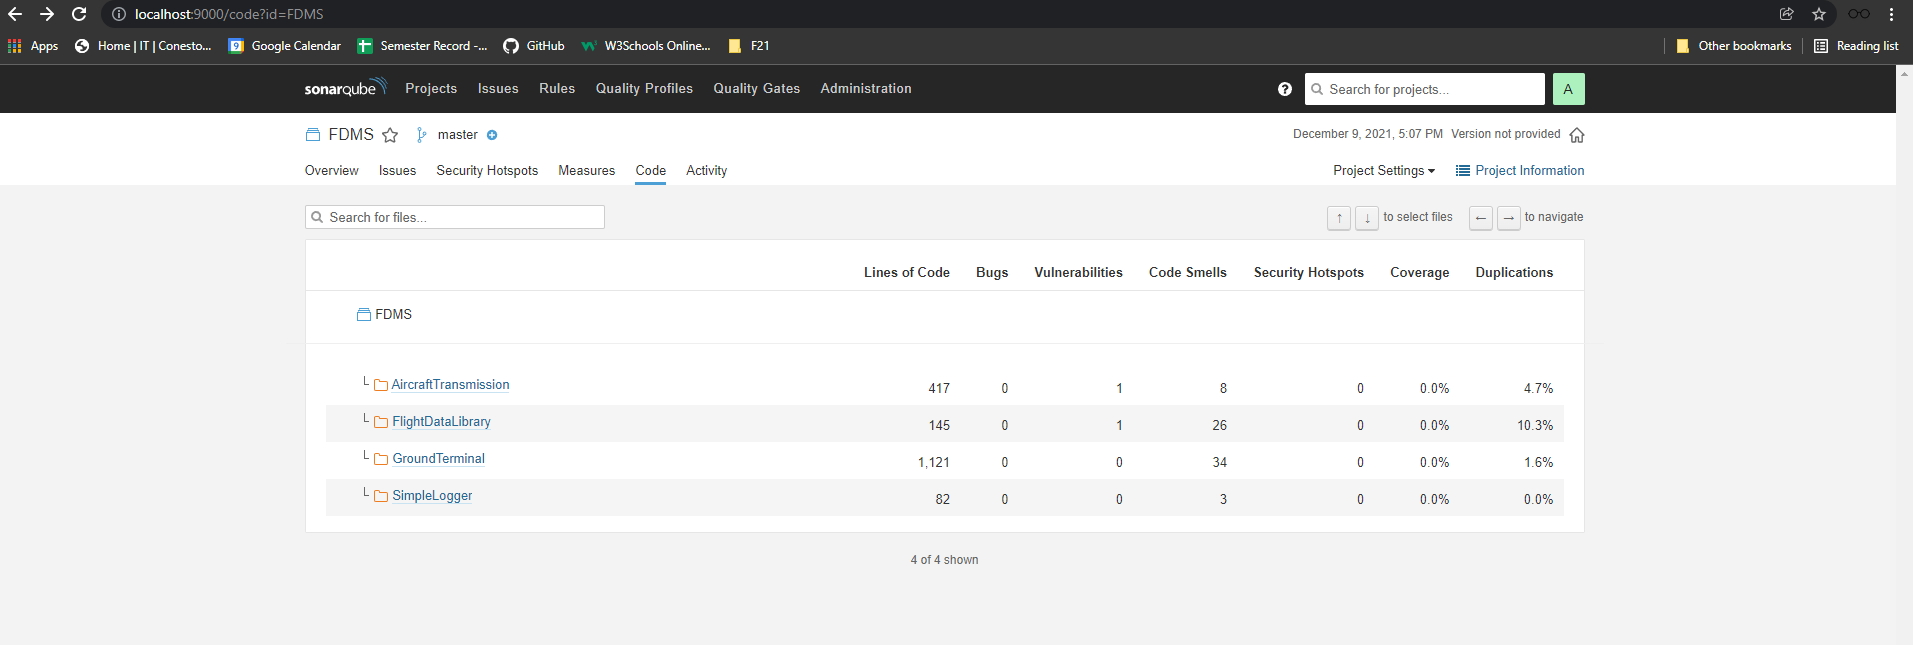 localhost:9000/code?id=FDMS
Apps Home | IT | Conesto... 9 Google Calendar Semester Record -... GitHub W3Schools Online... F21 Other bookmarks Reading list
sonarqube Projects Issues Rules Quality Profiles Quality Gates Administration ? Search for projects... A
FDMS master December 9, 2021, 5:07 PM Version not provided
Overview Issues Security Hotspots Measures Code Activity Project Settings Project Information
Search for files... ↑ ↓ to select files ← → to navigate
Lines of Code Bugs Vulnerabilities Code Smells Security Hotspots Coverage Duplications
FDMS
AircraftTransmission 417 0 1 8 0 0.0% 4.7%
FlightDataLibrary 145 0 1 26 0 0.0% 10.3%
GroundTerminal 1,121 0 0 34 0 0.0% 1.6%
SimpleLogger 82 0 0 3 0 0.0% 0.0%
4 of 4 shown